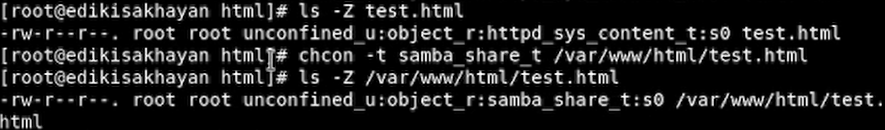 [root@edikisakhayan html]# ls -Z test.html
-rw-r--r--. root root unconfined_u:object_r:httpd_sys_content_t:s0 test.html
[root@edikisakhayan html]# chcon -t samba_share_t /var/www/html/test.html
[root@edikisakhayan html]# ls -Z /var/www/html/test.html
-rw-r--r--. root root unconfined_u:object_r:samba_share_t:s0 /var/www/html/test.
html